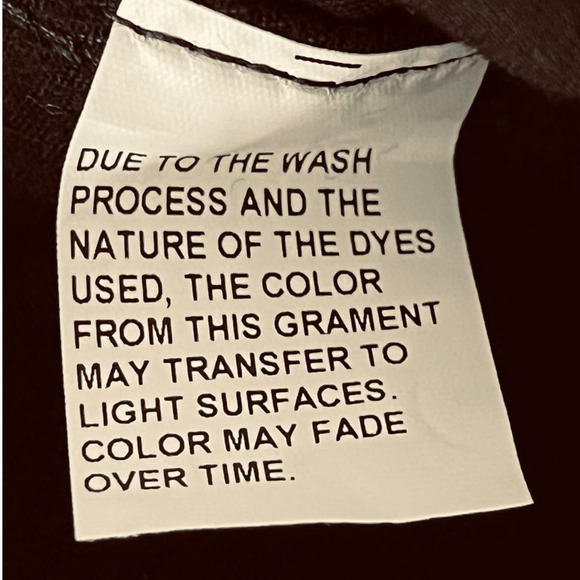 DUE TO THE WASH
PROCESS AND THE
NATURE OF THE DYES
USED, THE COLOR
FROM THIS GRAMENT
MAY TRANSFER TO
LIGHT SURFACES.
COLOR MAY FADE
OVER TIME.